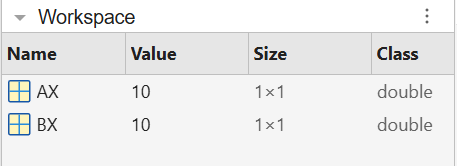 Workspace
Name Value Size Class
AX 10 1×1 double
BX 10 1×1 double